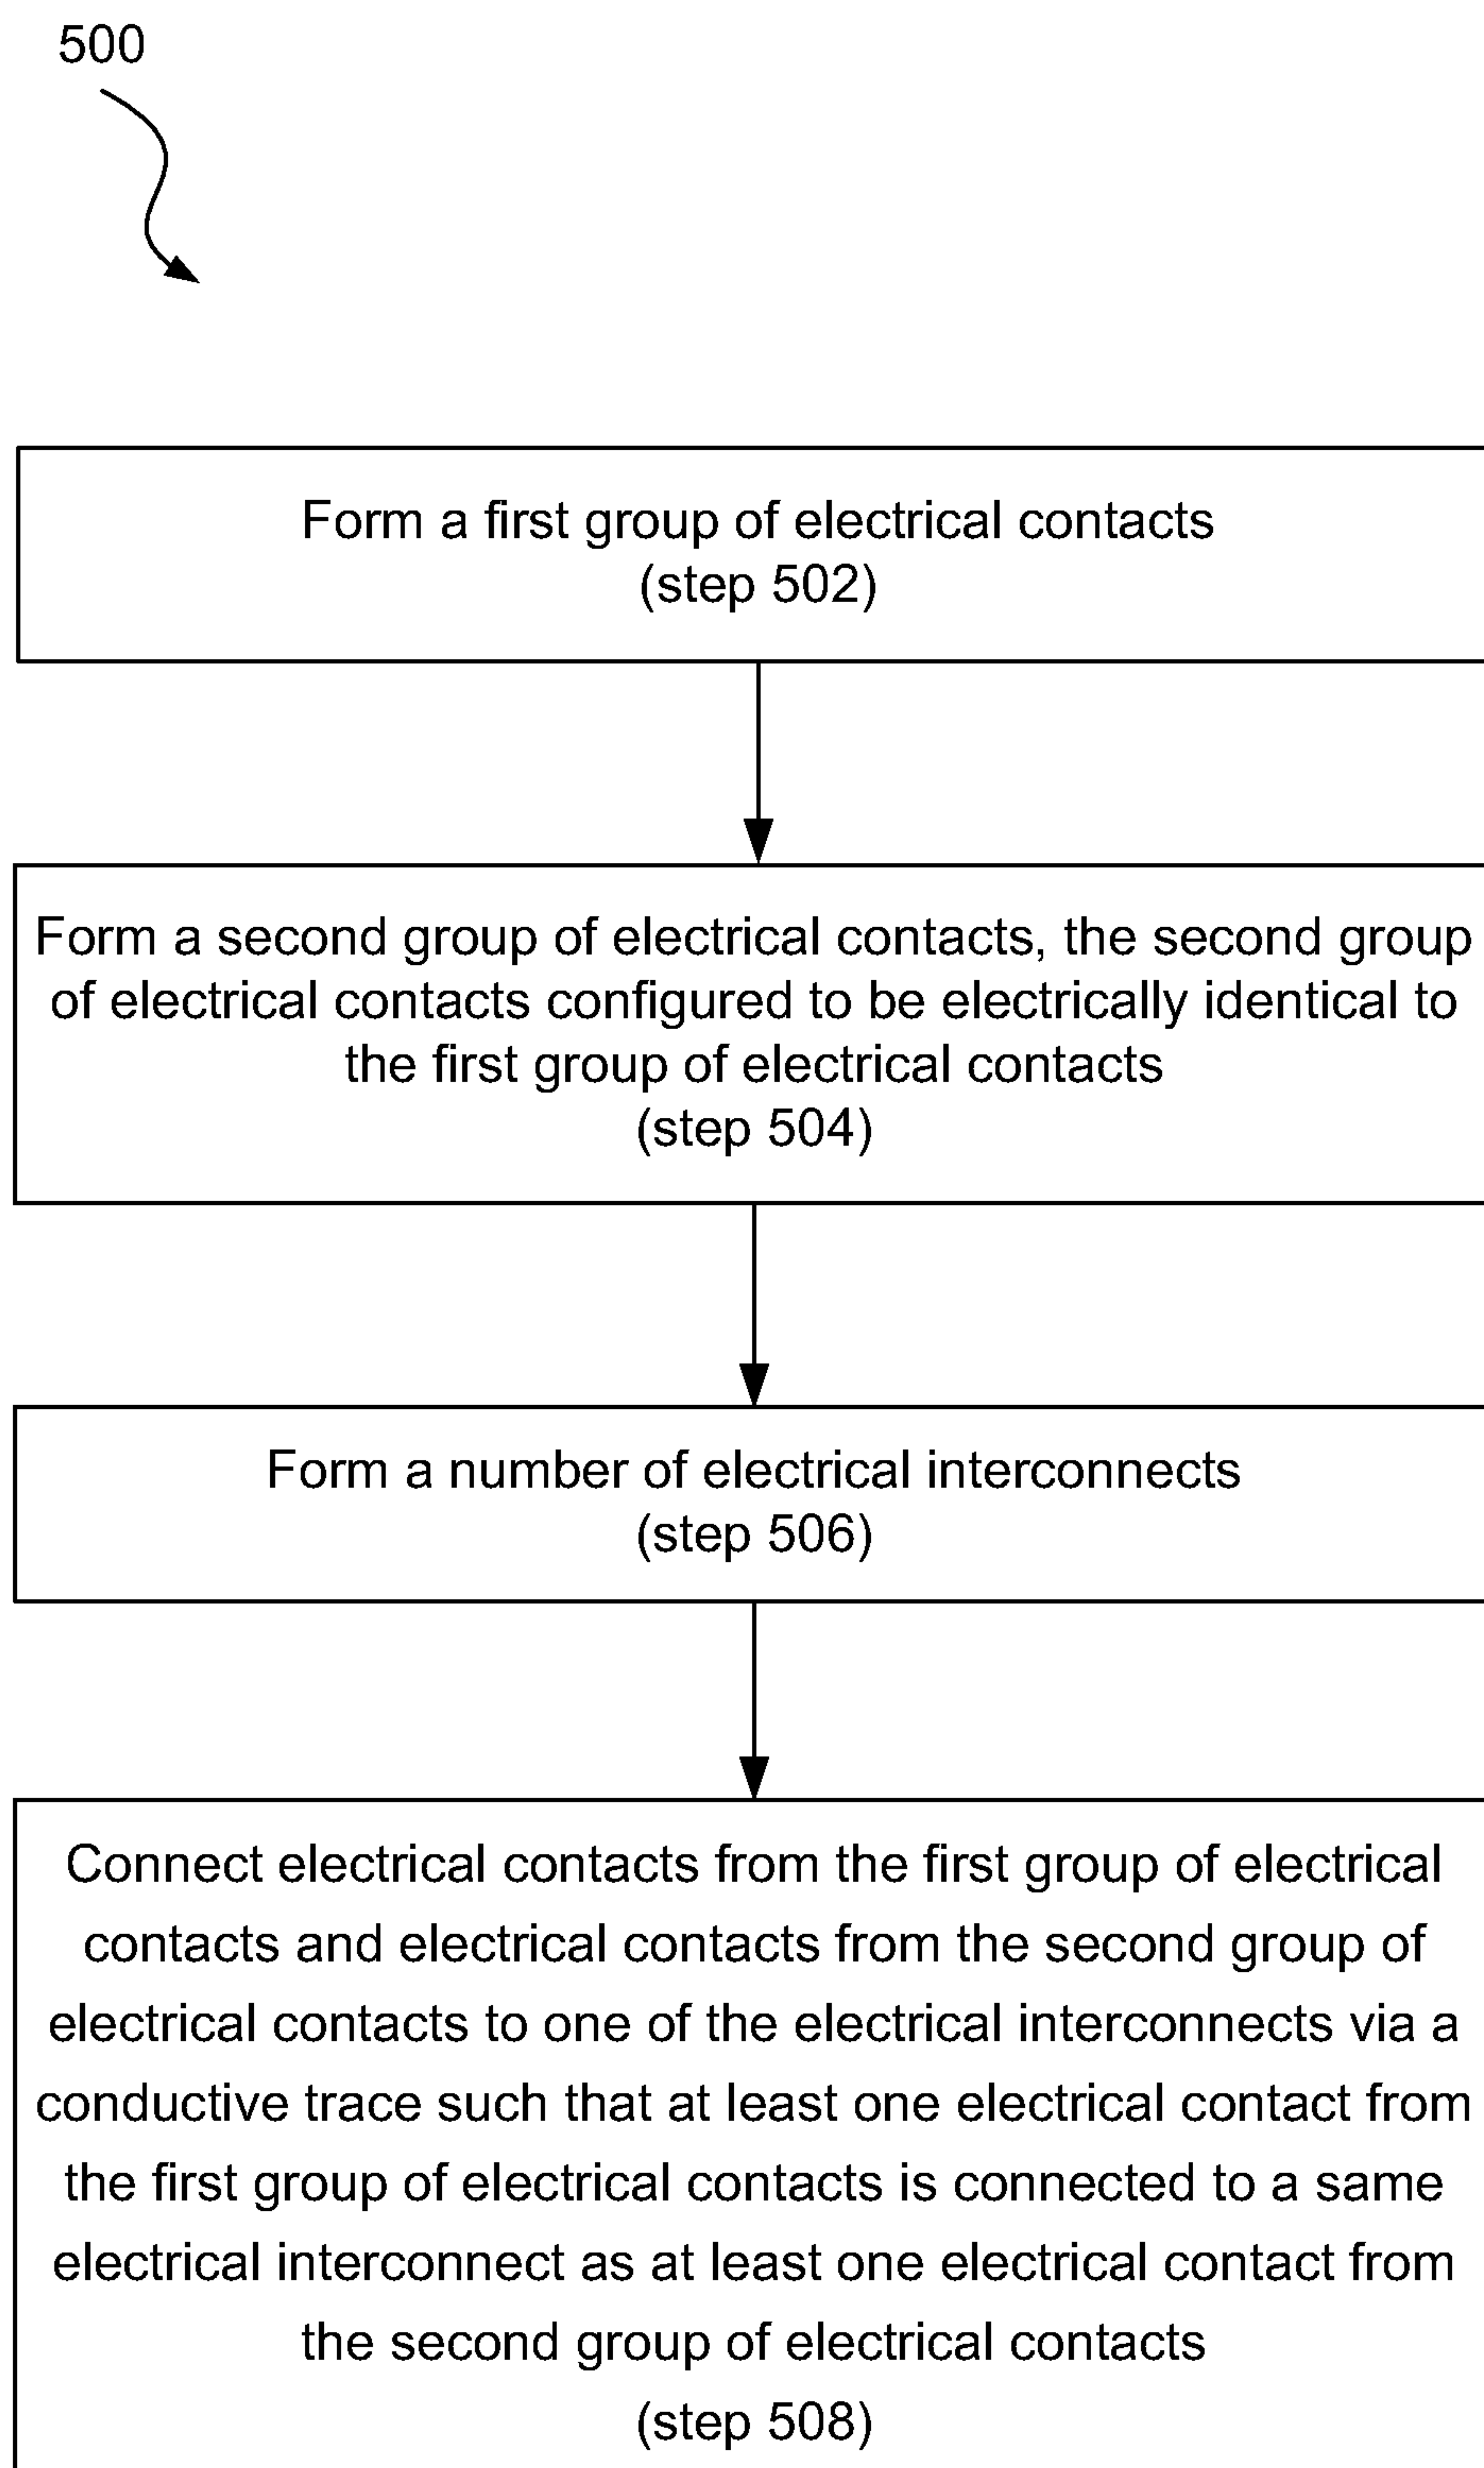 500
Form a first group of electrical contacts
(step 502)
Form a second group of electrical contacts, the second group
of electrical contacts configured to be electrically identical to
the first group of electrical contacts
(step 504)
Form a number of electrical interconnects
(step 506)
Connect electrical contacts from the first group of electrical
contacts and electrical contacts from the second group of
electrical contacts to one of the electrical interconnects via a
conductive trace such that at least one electrical contact from
the first group of electrical contacts is connected to a same
electrical interconnect as at least one electrical contact from
the second group of electrical contacts
(step 508)